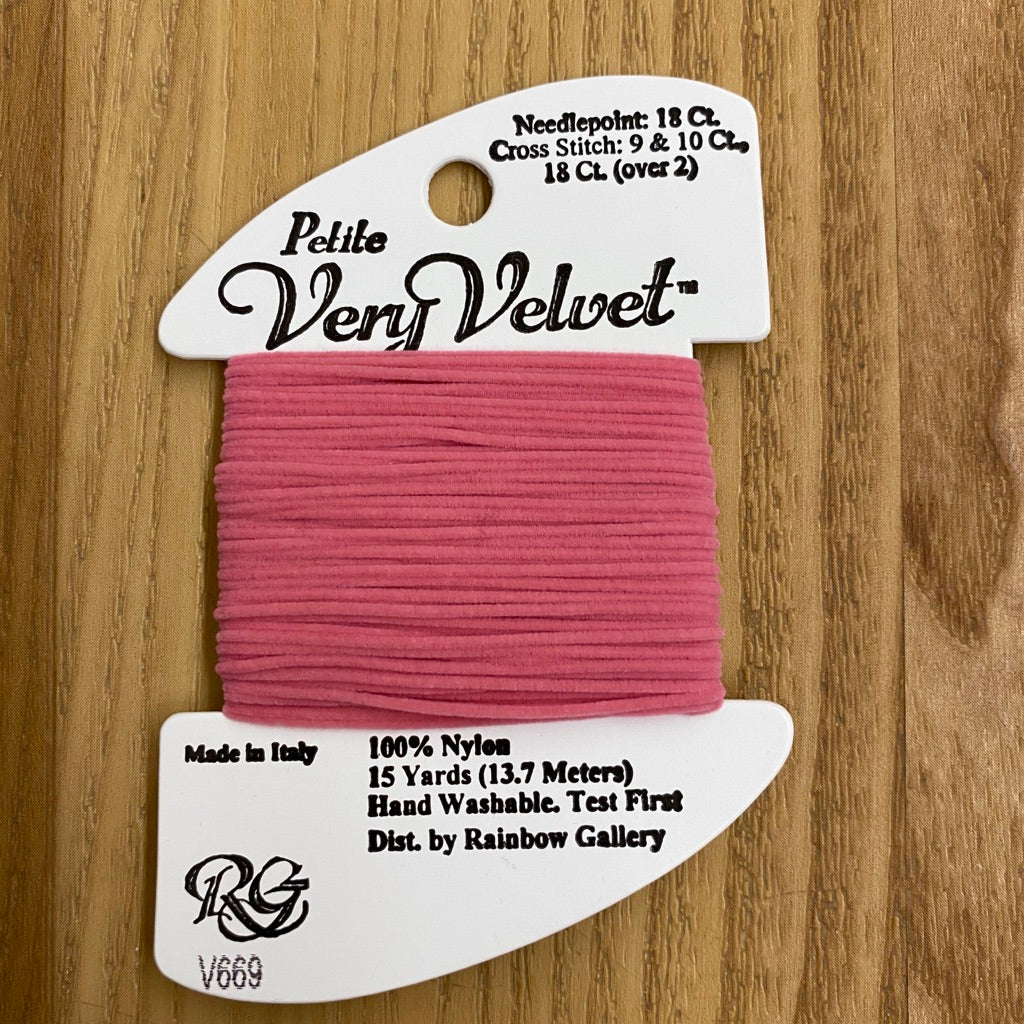 Needlepoint: 18 Ct.
Cross Stitch: 9 & 10 Ct.,
18 Ct. (over 2)
Petite
Very Velvet™
Made in Italy
100% Nylon
15 Yards (13.7 Meters)
Hand Washable. Test First
Dist. by Rainbow Gallery
RG
V669